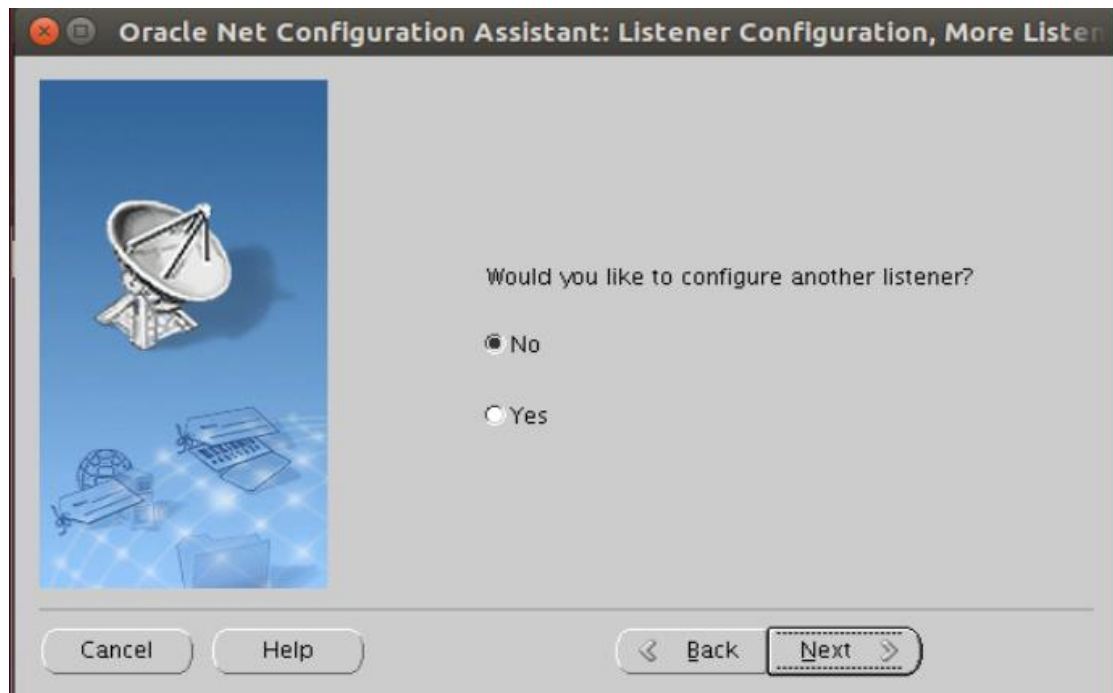 Oracle Net Configuration Assistant: Listener Configuration, More Listen
Would you like to configure another listener?
No
Yes
Cancel
Help
Back
Next